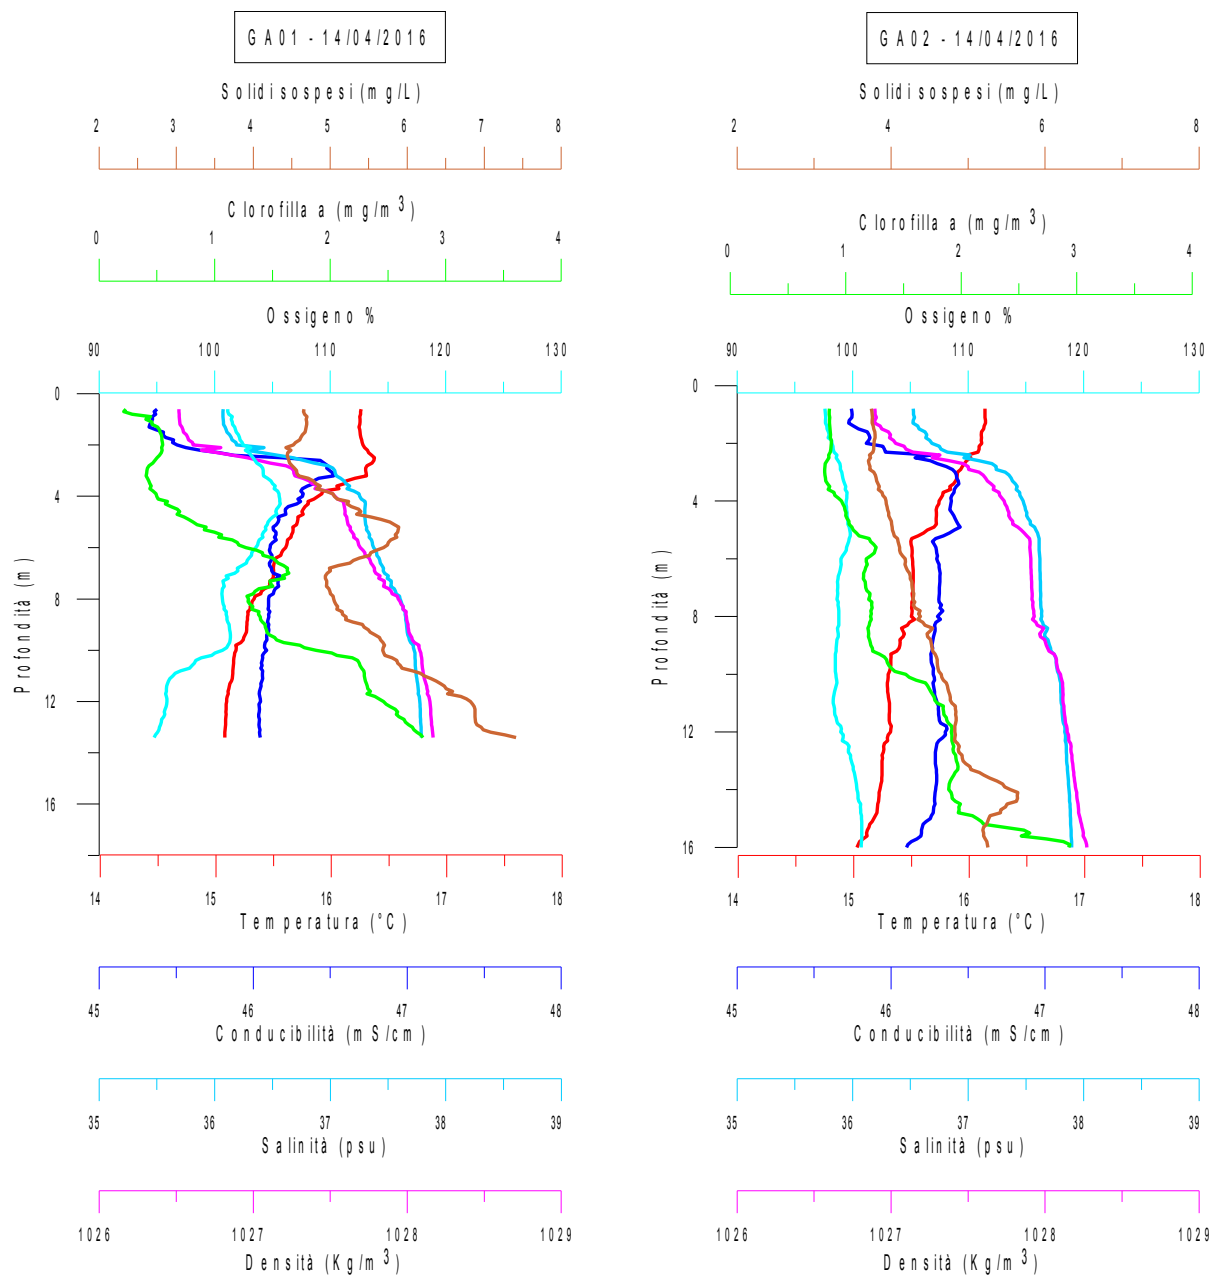 GA01 - 14/04/2016
Solidi sospesi (mg/L)
2 3 4 5 6 7 8
Clorofilla a (mg/m3)
0 1 2 3 4
Ossigeno %
90 100 110 120 130
0
4
8
12
16
Profondità (m)
14 15 16 17 18
Temperatura (°C)
45 46 47 48
Conducibilità (mS/cm)
35 36 37 38 39
Salinità (psu)
1026 1027 1028 1029
Densità (Kg/m3)
GA02 - 14/04/2016
Solidi sospesi (mg/L)
2 4 6 8
Clorofilla a (mg/m3)
0 1 2 3 4
Ossigeno %
90 100 110 120 130
0
4
8
12
16
Profondità (m)
14 15 16 17 18
Temperatura (°C)
45 46 47 48
Conducibilità (mS/cm)
35 36 37 38 39
Salinità (psu)
1026 1027 1028 1029
Densità (Kg/m3)